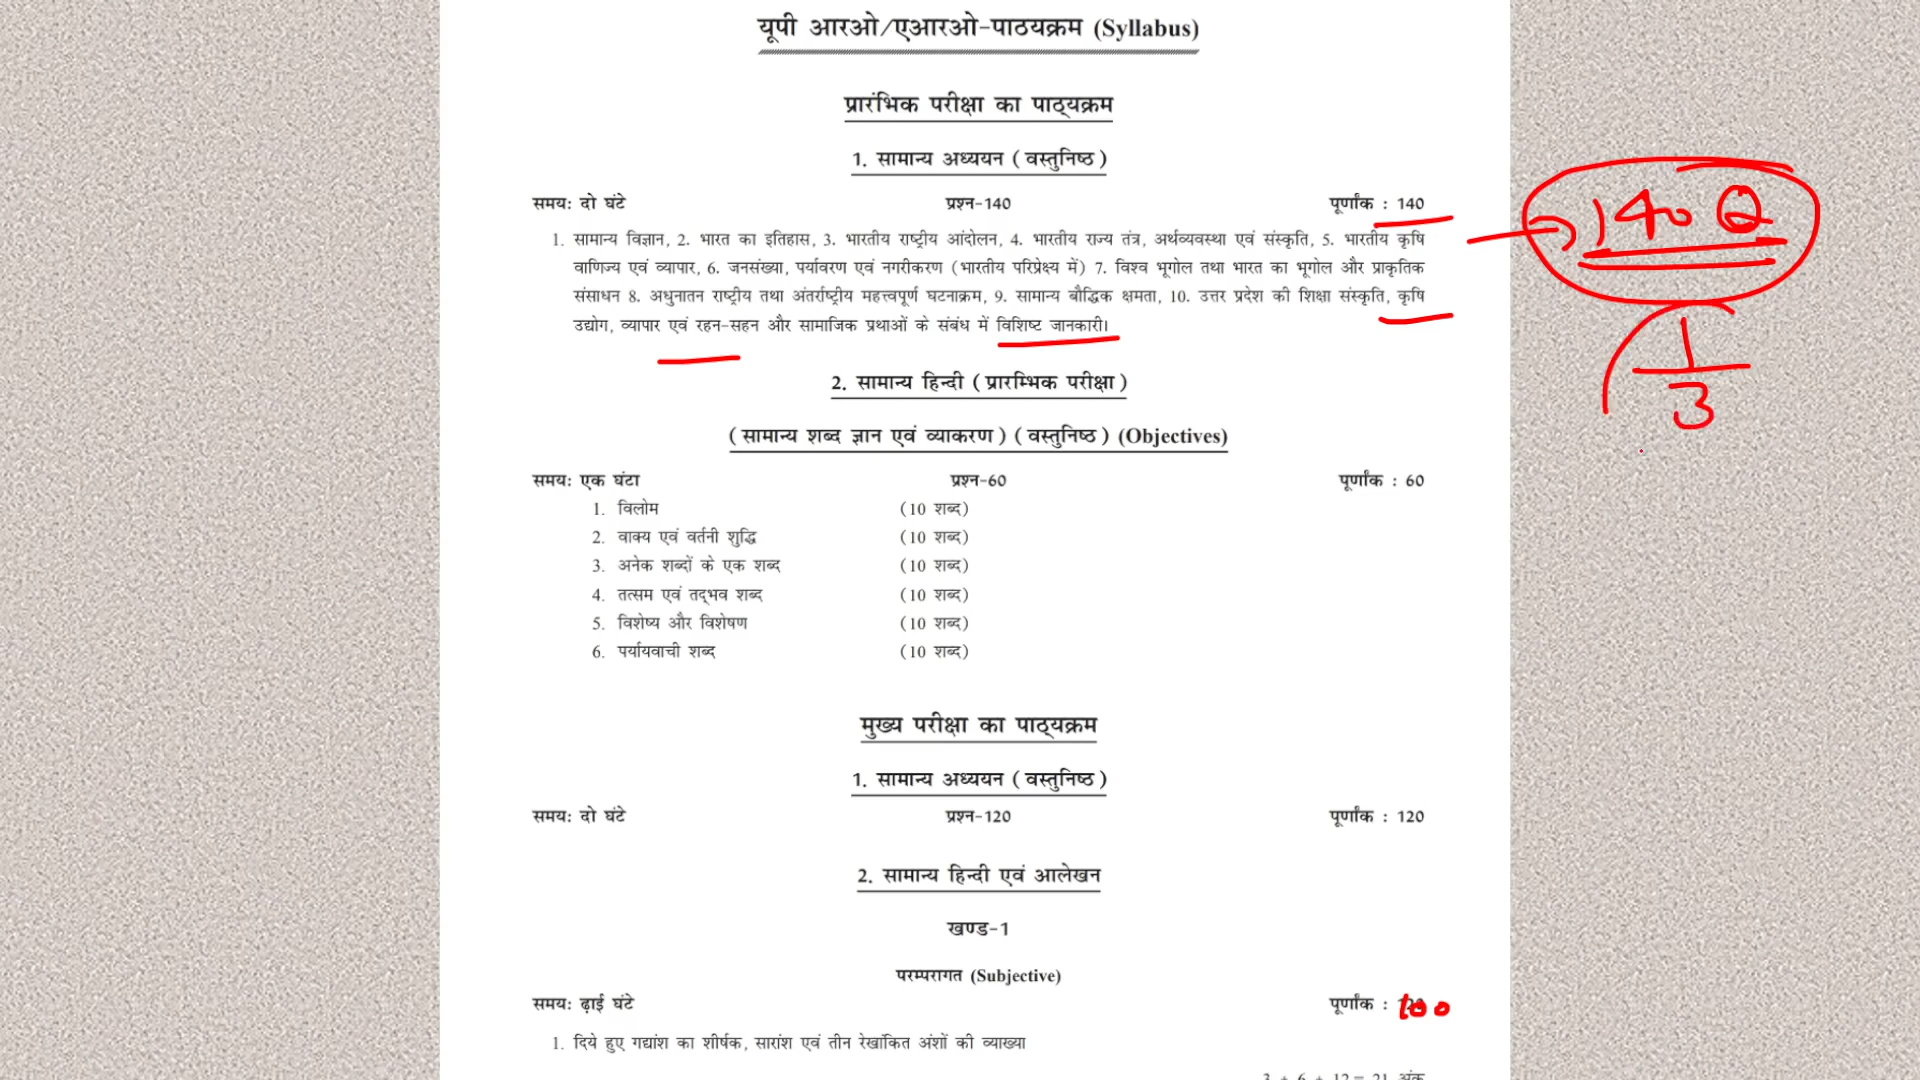 यूपी आरओ/एआरओ-पाठयक्रम (Syllabus)
प्रारंभिक परीक्षा का पाठ्यक्रम
1. सामान्य अध्ययन (वस्तुनिष्ठ)
समय: दो घंटे प्रश्न-140 पूर्णांक : 140
1. सामान्य विज्ञान, 2. भारत का इतिहास, 3. भारतीय राष्ट्रीय आंदोलन, 4. भारतीय राज्य तंत्र, अर्थव्यवस्था एवं संस्कृति, 5. भारतीय कृषि
वाणिज्य एवं व्यापार, 6. जनसंख्या, पर्यावरण एवं नगरीकरण (भारतीय परिप्रेक्ष्य में) 7. विश्व भूगोल तथा भारत का भूगोल और प्राकृतिक
संसाधन 8. अधुनातन राष्ट्रीय तथा अंतर्राष्ट्रीय महत्त्वपूर्ण घटनाक्रम, 9. सामान्य बौद्धिक क्षमता, 10. उत्तर प्रदेश की शिक्षा संस्कृति, कृषि
उद्योग, व्यापार एवं रहन-सहन और सामाजिक प्रथाओं के संबंध में विशिष्ट जानकारी।
140 Q
1
3
2. सामान्य हिन्दी (प्रारम्भिक परीक्षा)
(सामान्य शब्द ज्ञान एवं व्याकरण) (वस्तुनिष्ठ) (Objectives)
समय: एक घंटा प्रश्न-60 पूर्णांक : 60
1. विलोम (10 शब्द)
2. वाक्य एवं वर्तनी शुद्धि (10 शब्द)
3. अनेक शब्दों के एक शब्द (10 शब्द)
4. तत्सम एवं तद्‌भव शब्द (10 शब्द)
5. विशेष्य और विशेषण (10 शब्द)
6. पर्यायवाची शब्द (10 शब्द)
मुख्य परीक्षा का पाठ्यक्रम
1. सामान्य अध्ययन (वस्तुनिष्ठ)
समय: दो घंटे प्रश्न-120 पूर्णांक : 120
2. सामान्य हिन्दी एवं आलेखन
खण्ड-1
परम्परागत (Subjective)
समय: ढ़ाई घंटे पूर्णांक : 100
1. दिये हुए गद्यांश का शीर्षक, सारांश एवं तीन रेखांकित अंशों की व्याख्या
3 + 6 + 12 = 21 अंक